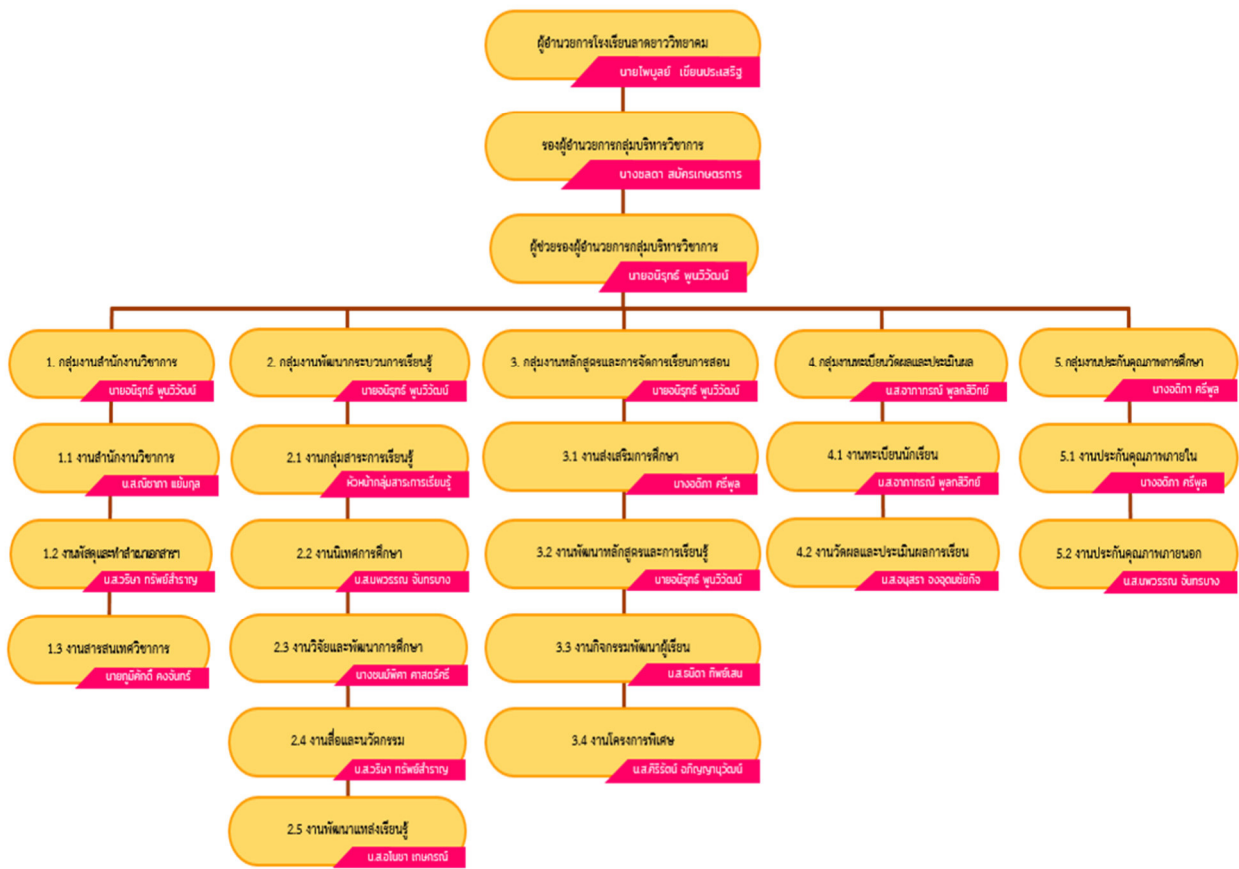 ผู้อำนวยการโรงเรียนลาดยาววิทยาคม
นายไพบูลย์ เขียนประเสริฐ
รองผู้อำนวยการกลุ่มบริหารวิชาการ
นางชลดา สมัครเกษตรการ
ผู้ช่วยรองผู้อำนวยการกลุ่มบริหารวิชาการ
นายอนิรุทธ์ พูนวิวัฒน์
1. กลุ่มงานสำนักงานวิชาการ
นายอนิรุทธ์ พูนวิวัฒน์
1.1 งานสำนักงานวิชาการ
น.ส.ณิชาภา แย้มกุล
1.2 งานพัสดุและทำสำเนาเอกสารฯ
น.ส.วริษา ทรัพย์สำราญ
1.3 งานสารสนเทศวิชาการ
นายภูมิศักดิ์ คงจันทร์
2. กลุ่มงานพัฒนากระบวนการเรียนรู้
นายอนิรุทธ์ พูนวิวัฒน์
2.1 งานกลุ่มสาระการเรียนรู้
หัวหน้ากลุ่มสาระการเรียนรู้
2.2 งานนิเทศการศึกษา
น.ส.นพวรรณ จันทรบาง
2.3 งานวิจัยและพัฒนาการศึกษา
นางชนม์พิศา ศาสตร์ศรี
2.4 งานสื่อและนวัตกรรม
น.ส.วริษา ทรัพย์สำราญ
2.5 งานพัฒนาแหล่งเรียนรู้
น.ส.อโนชา เกษกรณ์
3. กลุ่มงานหลักสูตรและการจัดการเรียนการสอน
นายอนิรุทธ์ พูนวิวัฒน์
3.1 งานส่งเสริมการศึกษา
นางอดิภา ศรีพูล
3.2 งานพัฒนาหลักสูตรและการเรียนรู้
นายอนิรุทธ์ พูนวิวัฒน์
3.3 งานกิจกรรมพัฒนาผู้เรียน
น.ส.ธนิดา ทิพย์เสน
3.4 งานโครงการพิเศษ
น.ส.ศิริรัตน์ อภิญญานุวัฒน์
4. กลุ่มงานทะเบียนวัดผลและประเมินผล
น.ส.อาภาภรณ์ พูลกสิวิทย์
4.1 งานทะเบียนนักเรียน
น.ส.อาภาภรณ์ พูลกสิวิทย์
4.2 งานวัดผลและประเมินผลการเรียน
น.ส.อนุสรา จงอุดมชัยกิจ
5. กลุ่มงานประกันคุณภาพการศึกษา
นางอดิภา ศรีพูล
5.1 งานประกันคุณภาพภายใน
นางอดิภา ศรีพูล
5.2 งานประกันคุณภาพภายนอก
น.ส.นพวรรณ จันทรบาง